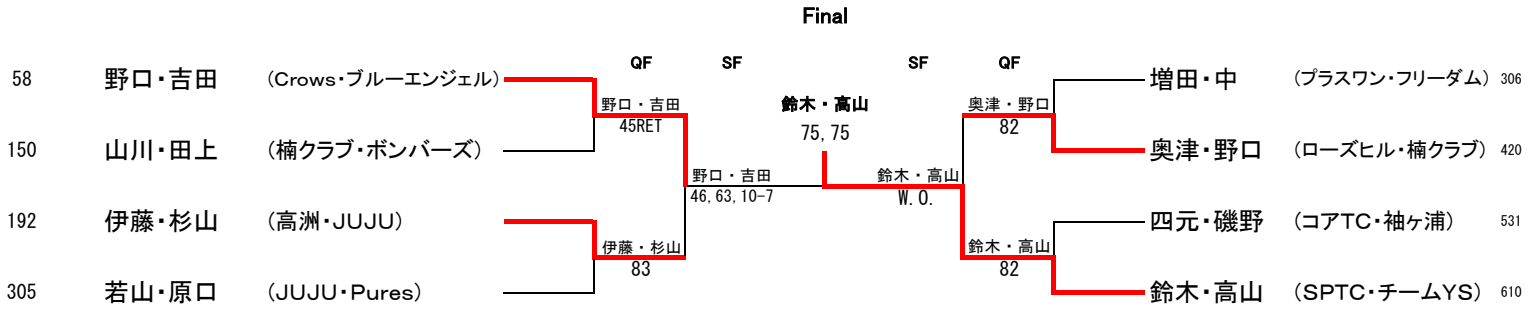 Final
QF SF SF QF
58 野口・吉田 (Crows・ブルーエンジェル) 増田・中 (プラスワン・フリーダム) 306
野口・吉田 鈴木・高山 奥津・野口
45RET 75,75 82
150 山川・田上 (楠クラブ・ボンバーズ) 奥津・野口 (ローズヒル・楠クラブ) 420
野口・吉田 鈴木・高山
46,63,10-7 W.O.
192 伊藤・杉山 (高洲・JUJU) 四元・磯野 (コアTC・袖ヶ浦) 531
伊藤・杉山 鈴木・高山
83 82
305 若山・原口 (JUJU・Pures) 鈴木・高山 (SPTC・チームYS) 610